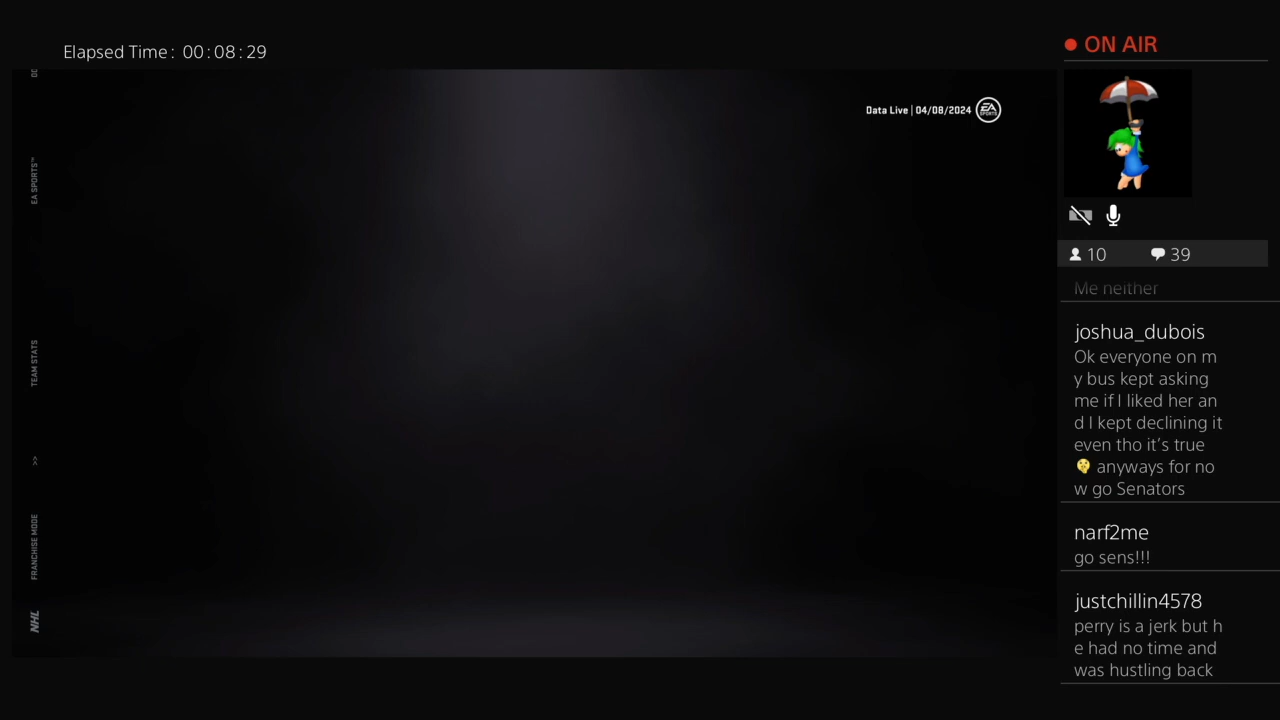 Elapsed Time: 00:08:29
ON AIR
Data Live | 04/08/2024
EA SPORTS
EA SPORTS™
TEAM STATS
>>
FRANCHISE MODE
NHL
10 39
Me neither
joshua_dubois
Ok everyone on m
y bus kept asking
me if I liked her an
d I kept declining it
even tho it's true
🤫 anyways for no
w go Senators
narf2me
go sens!!!
justchillin4578
perry is a jerk but h
e had no time and
was hustling back